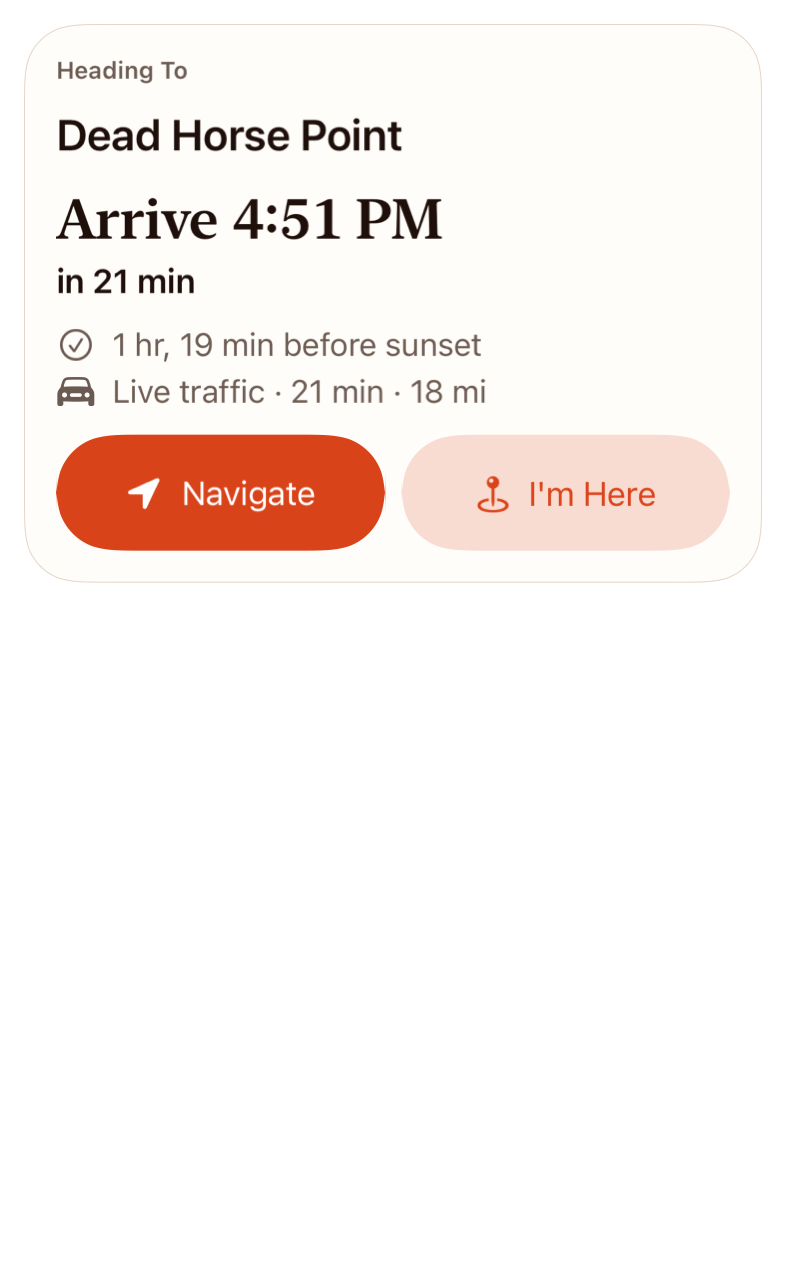 Heading To
Dead Horse Point
Arrive 4:51 PM
in 21 min
1 hr, 19 min before sunset
Live traffic · 21 min · 18 mi
Navigate
I'm Here